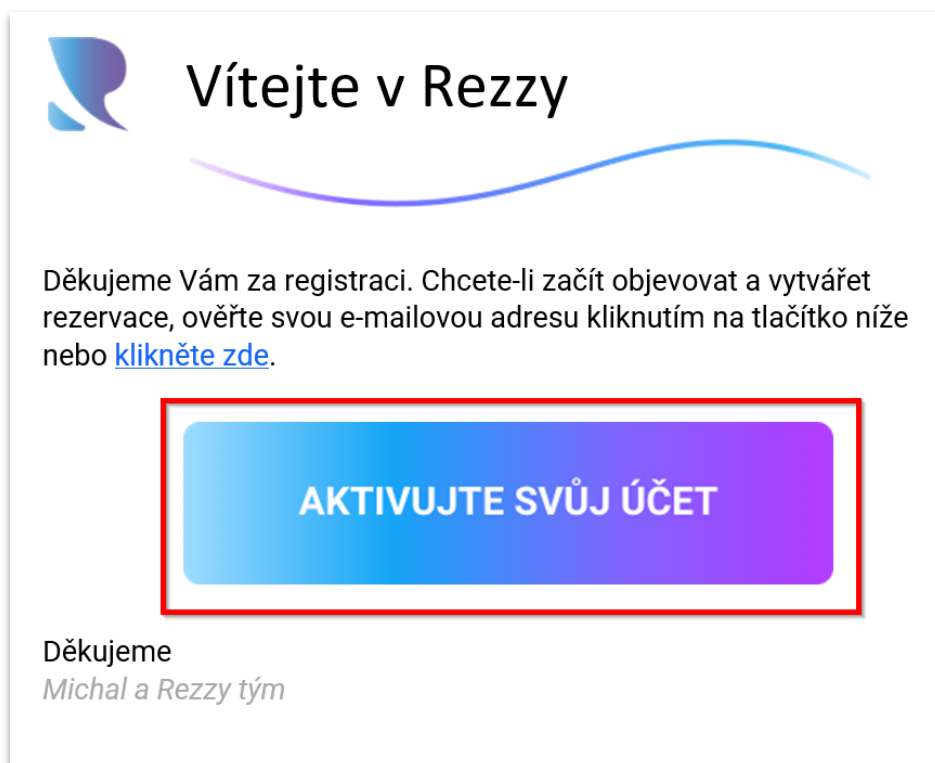 Vítejte v Rezzy
Děkujeme Vám za registraci. Chcete-li začít objevovat a vytvářet
rezervace, ověřte svou e-mailovou adresu kliknutím na tlačítko níže
nebo klikněte zde.
AKTIVUJTE SVŮJ ÚČET
Děkujeme
Michal a Rezzy tým